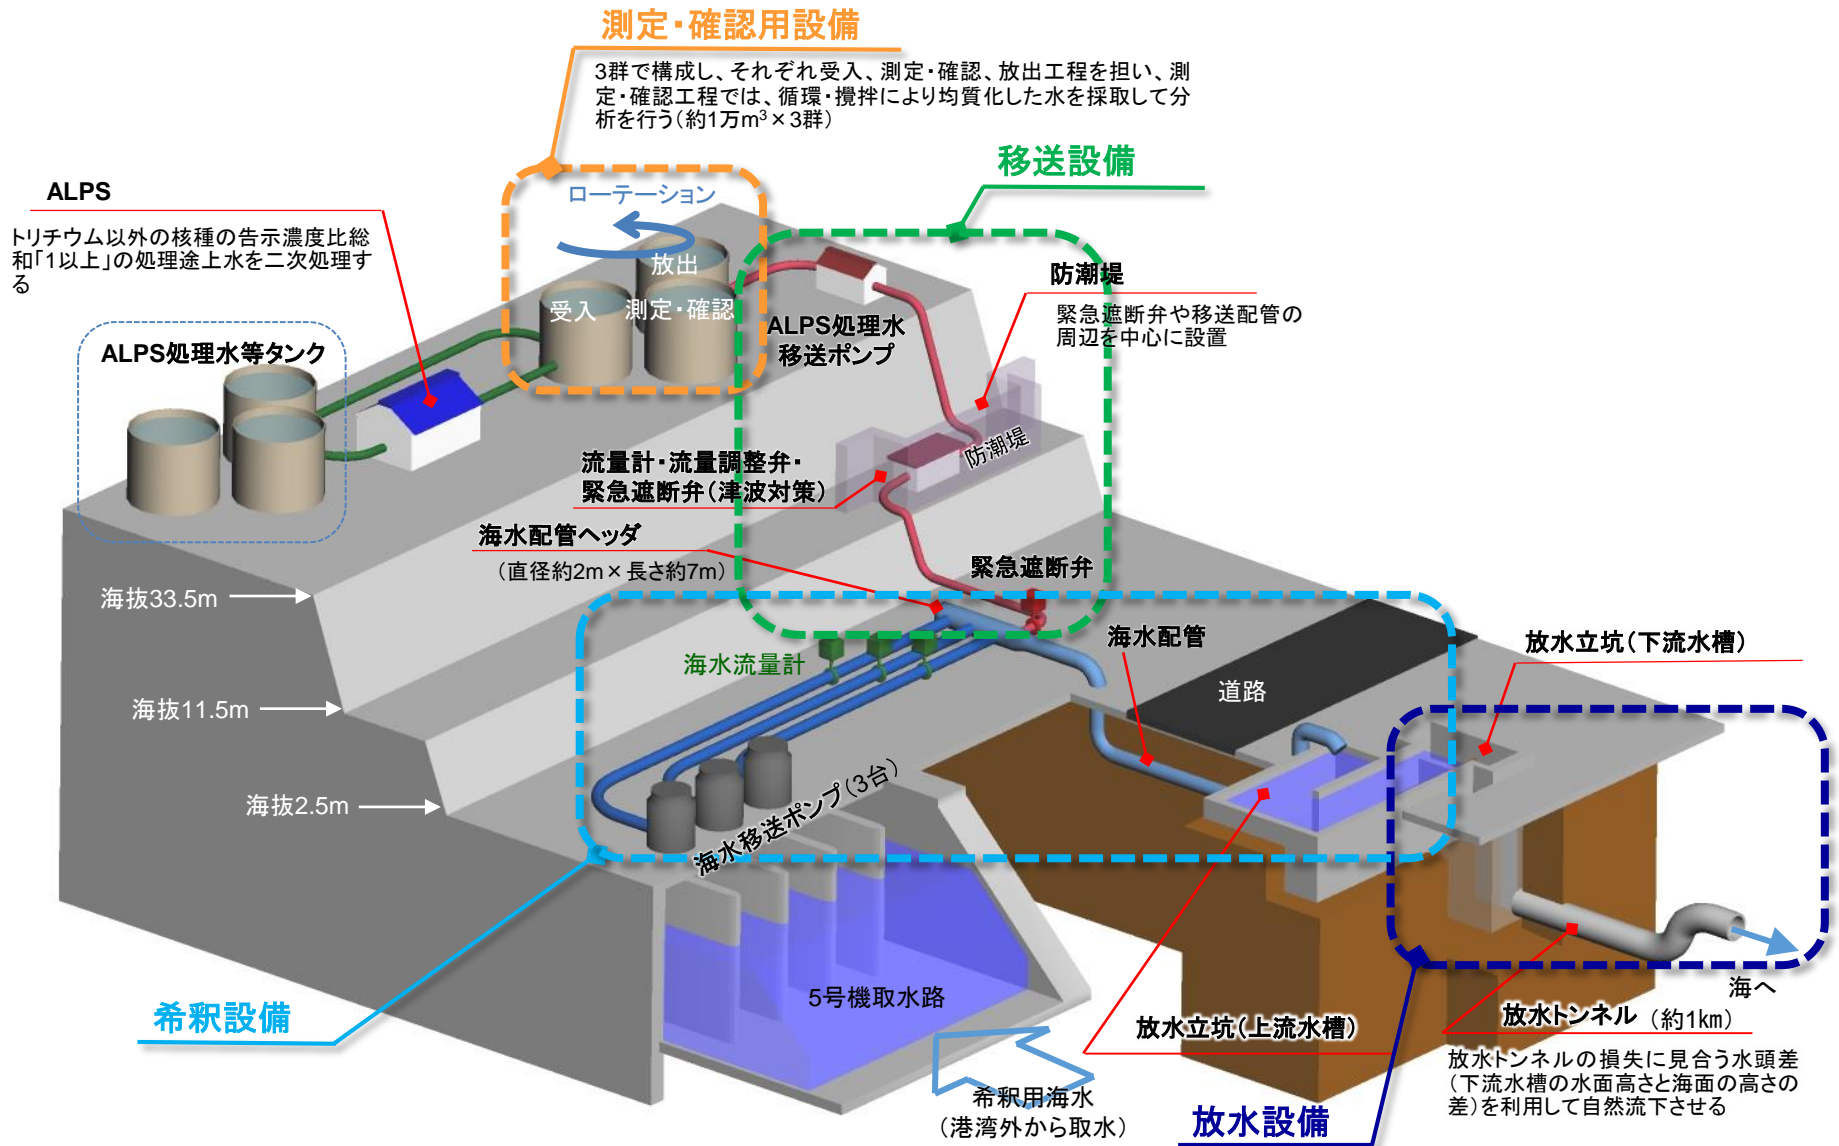 測定・確認用設備
3群で構成し、それぞれ受入、測定・確認、放出工程を担い、測
定・確認工程では、循環・攪拌により均質化した水を採取して分
析を行う（約1万m³×3群）
移送設備
ALPS
トリチウム以外の核種の告示濃度比総
和「1以上」の処理途上水を二次処理す
る
ローテーション
放出
受入
測定・確認
防潮堤
緊急遮断弁や移送配管の
周辺を中心に設置
ALPS処理水
移送ポンプ
ALPS処理水等タンク
防潮堤
流量計・流量調整弁・
緊急遮断弁（津波対策）
海水配管ヘッダ
（直径約2m×長さ約7m）
緊急遮断弁
海抜33.5m
海水配管
放水立坑（下流水槽）
海水流量計
道路
海抜11.5m
海抜2.5m
海水移送ポンプ（3台）
5号機取水路
海へ
希釈設備
放水立坑（上流水槽）
放水トンネル（約1km）
放水トンネルの損失に見合う水頭差
（下流水槽の水面高さと海面の高さの
差）を利用して自然流下させる
希釈用海水
（港湾外から取水）
放水設備